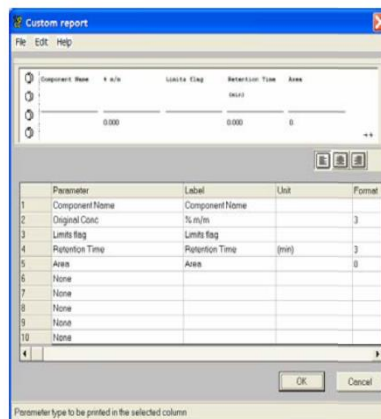 Custom report
File Edit Help
Component Name % m/m Limits flag Retention Time Area
(min)
0.000 0.000 0
Parameter Label Unit Format
1 Component Name Component Name
2 Original Conc % m/m 3
3 Limits flag Limits flag
4 Retention Time Retention Time (min) 3
5 Area Area 0
6 None
7 None
8 None
9 None
10 None
OK Cancel
Parameter type to be printed in the selected column